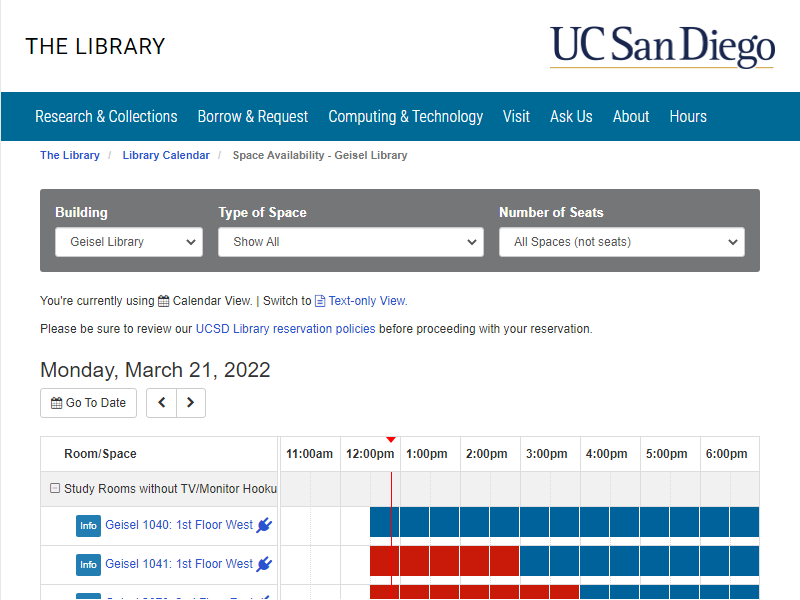 THE LIBRARY
UC San Diego
Research & Collections Borrow & Request Computing & Technology Visit Ask Us About Hours
The Library / Library Calendar / Space Availability - Geisel Library
Building Type of Space Number of Seats
Geisel Library Show All All Spaces (not seats)
You're currently using Calendar View. | Switch to Text-only View.
Please be sure to review our UCSD Library reservation policies before proceeding with your reservation.
Monday, March 21, 2022
Go To Date
Room/Space 11:00am 12:00pm 1:00pm 2:00pm 3:00pm 4:00pm 5:00pm 6:00pm
Study Rooms without TV/Monitor Hooku
Info Geisel 1040: 1st Floor West
Info Geisel 1041: 1st Floor West